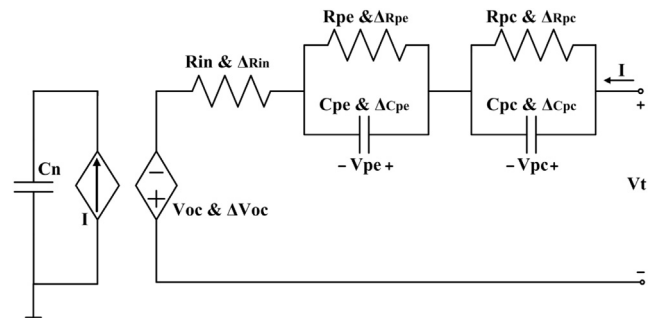 Rpe & ΔRpe
Rpc & ΔRpc
Rin & ΔRin
I
Cpe & ΔCpe
Cpc & ΔCpc
+
Cn
– Vpe +
– Vpc+
–
Vt
+
Voc & ΔVoc
I
–